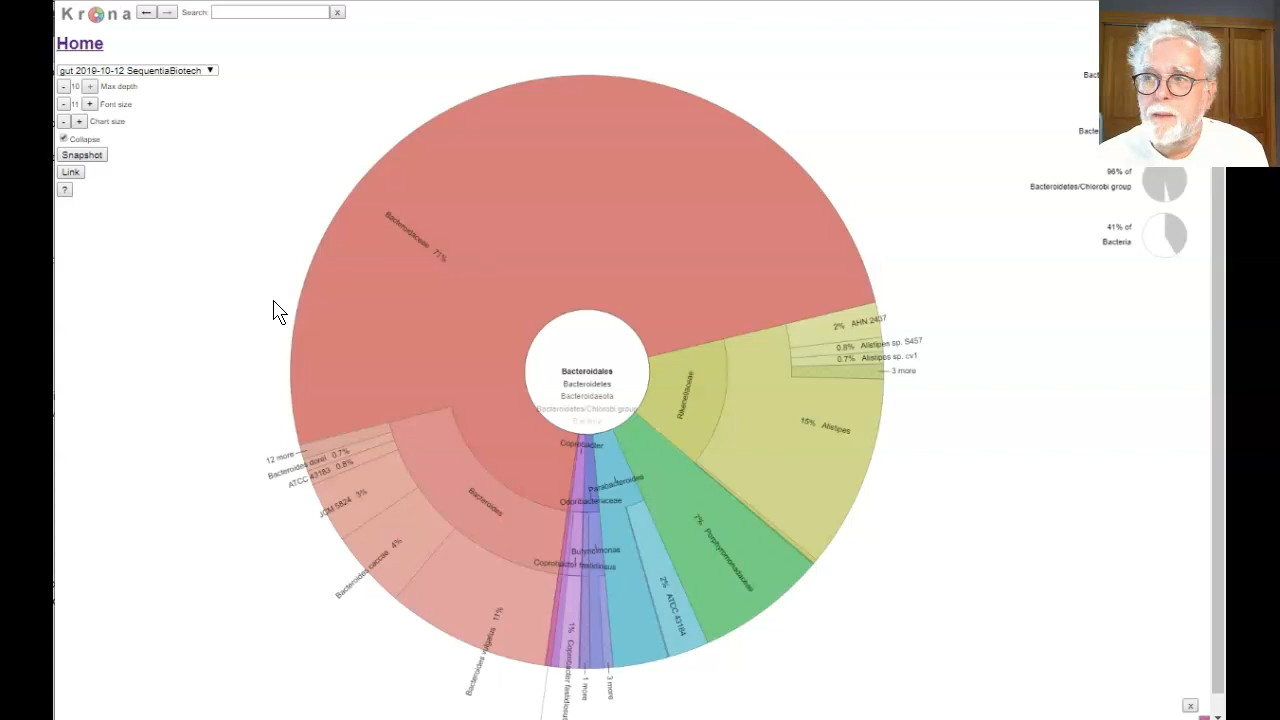 Krona
← → Search: x
Home
gut 2019-10-12 SequentiaBiotech ▼
- 10 + Max depth
- 11 + Font size
- + Chart size
Collapse
Snapshot
Link
?
Bact
Bacte
96% of
Bacteroidetes/Chlorobi group
41% of
Bacteria
Bacteroidaceae 71%
2% AHN 2437
0.8% Alistipes sp. S457
0.7% Alistipes sp. cv1
3 more
Rikenellaceae
15% Alistipes
Bacteroidales
Bacteroidetes
Bacteroidaeota
Bacteroidetes/Chlorobi group
Bacteria
Coprobacter
Parabacteroides
Odoribacteraceae
Butyricimonas
Coprobacter fastidiosus
7% Porphyromonadaceae
2% ATCC 43184
12 more
Bacteroides dorei 0.7%
ATCC 43183 0.8%
JCM 5824 3%
Bacteroides caccae 4%
Bacteroides
Bacteroides vulgatus 11%
1% Coprobacter fastidiosus
1 more
3 more
x